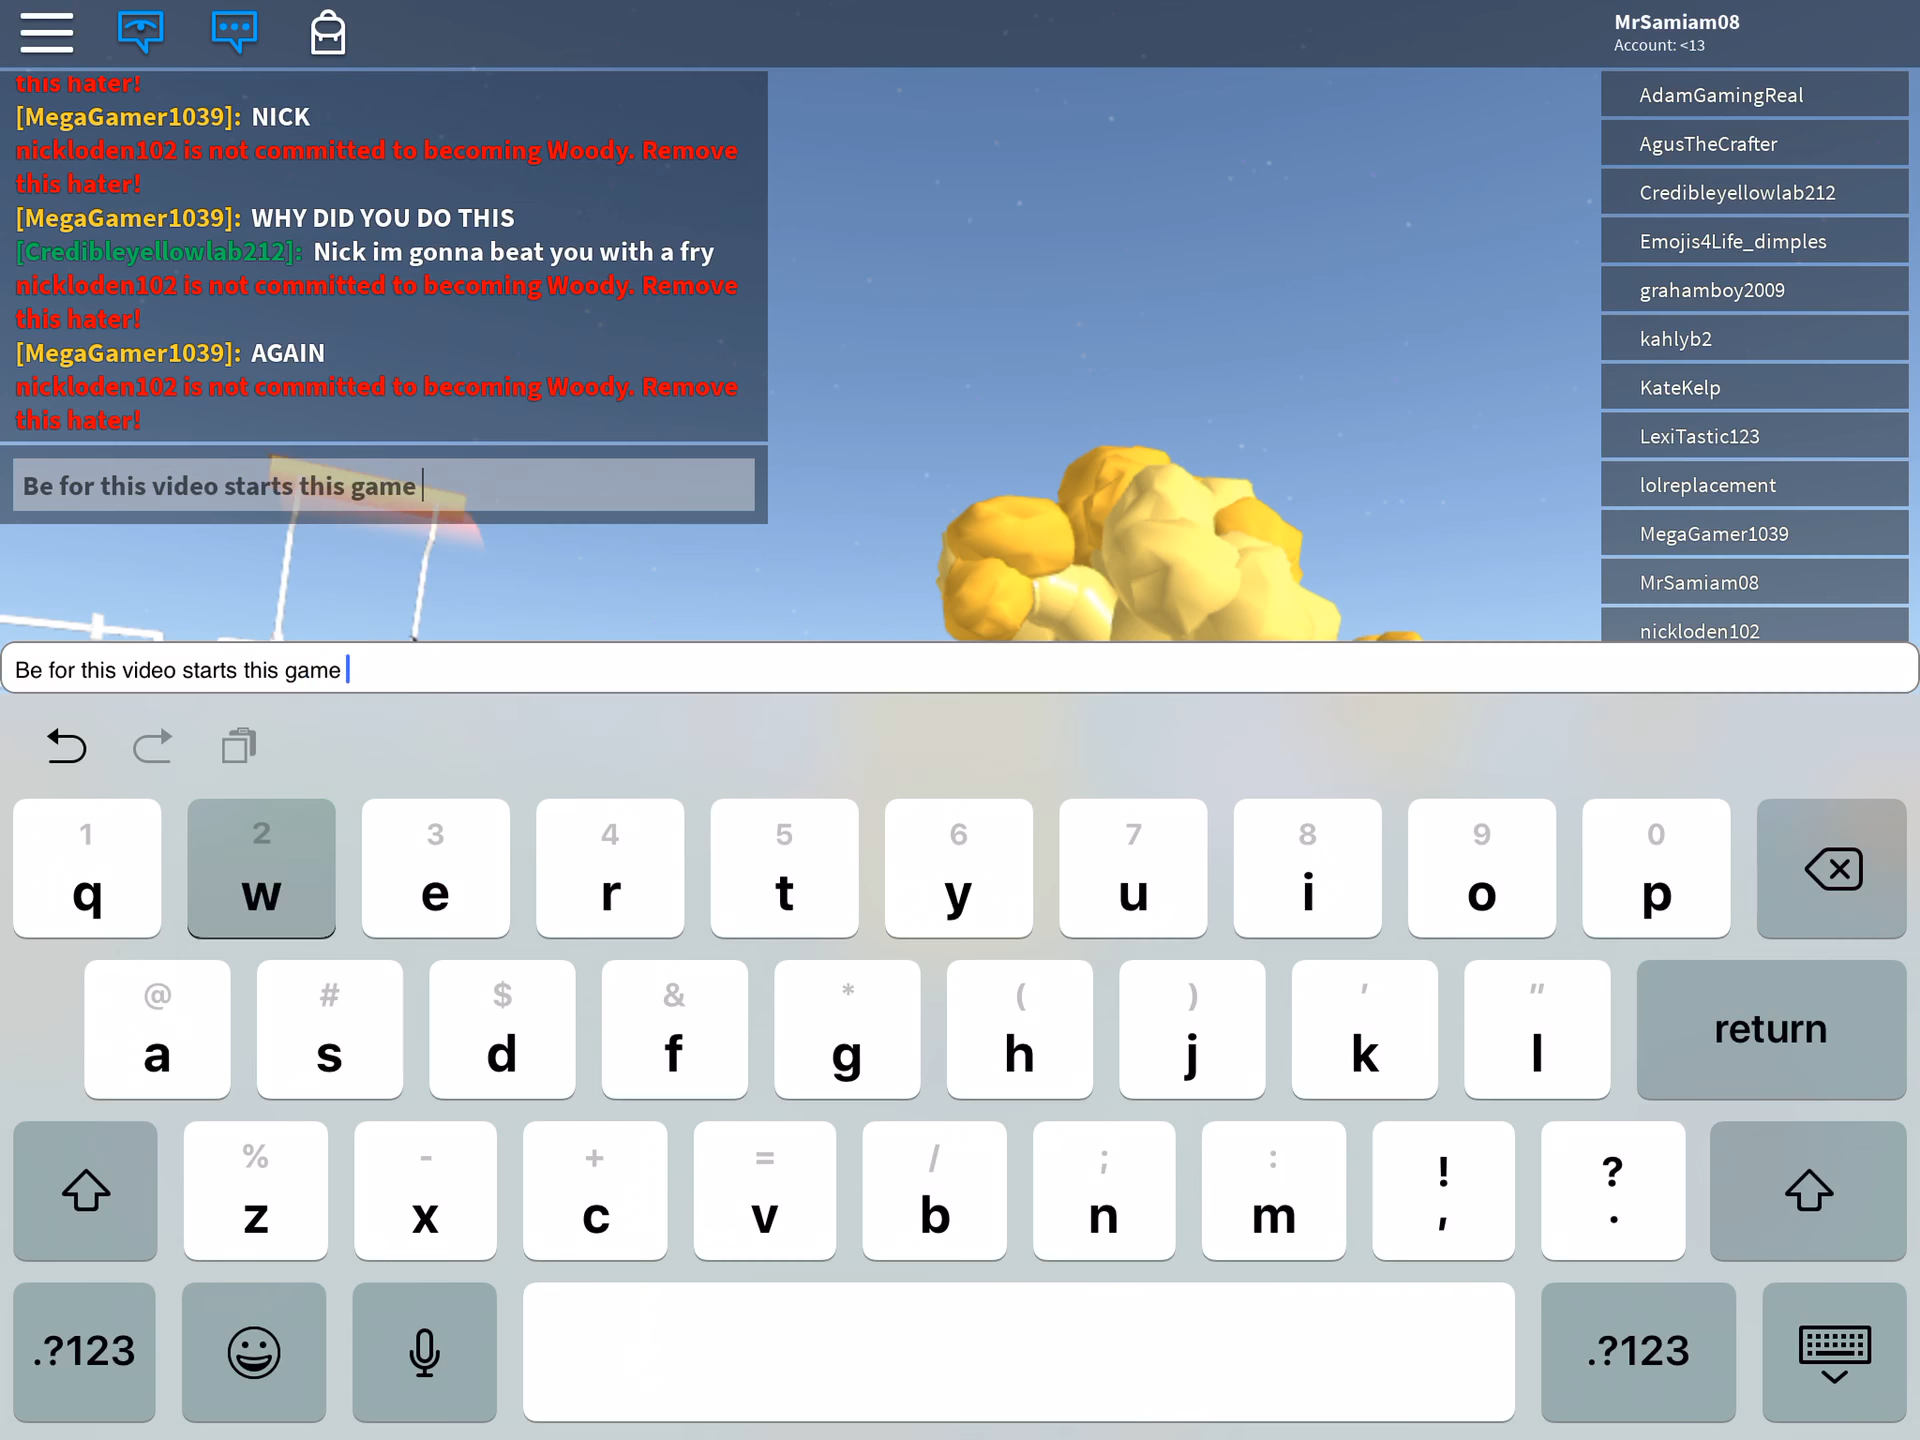 MrSamiam08
Account: <13
this hater!
[MegaGamer1039]: NICK
nickloden102 is not committed to becoming Woody. Remove
this hater!
[MegaGamer1039]: WHY DID YOU DO THIS
[Credibleyellowlab212]: Nick im gonna beat you with a fry
nickloden102 is not committed to becoming Woody. Remove
this hater!
[MegaGamer1039]: AGAIN
nickloden102 is not committed to becoming Woody. Remove
this hater!
Be for this video starts this game
AdamGamingReal
AgusTheCrafter
Credibleyellowlab212
Emojis4Life_dimples
grahamboy2009
kahlyb2
KateKelp
LexiTastic123
lolreplacement
MegaGamer1039
MrSamiam08
nickloden102
Be for this video starts this game
1 2 3 4 5 6 7 8 9 0
q w e r t y u i o p
@ # $ & * ( ) ' "
a s d f g h j k l return
% - + = / ; : ! ?
z x c v b n m , .
.?123 .?123